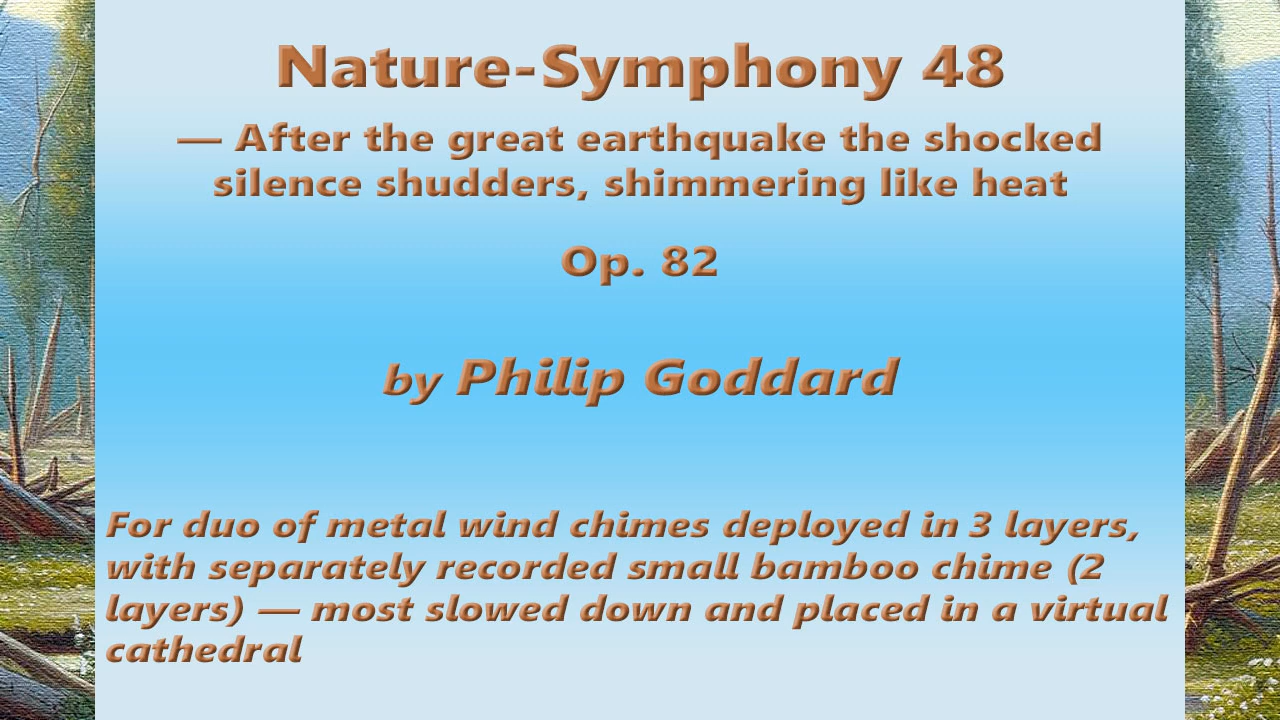 Nature-Symphony 48
— After the great earthquake the shocked
silence shudders, shimmering like heat
Op. 82
by Philip Goddard
For duo of metal wind chimes deployed in 3 layers,
with separately recorded small bamboo chime (2
layers) — most slowed down and placed in a virtual
cathedral